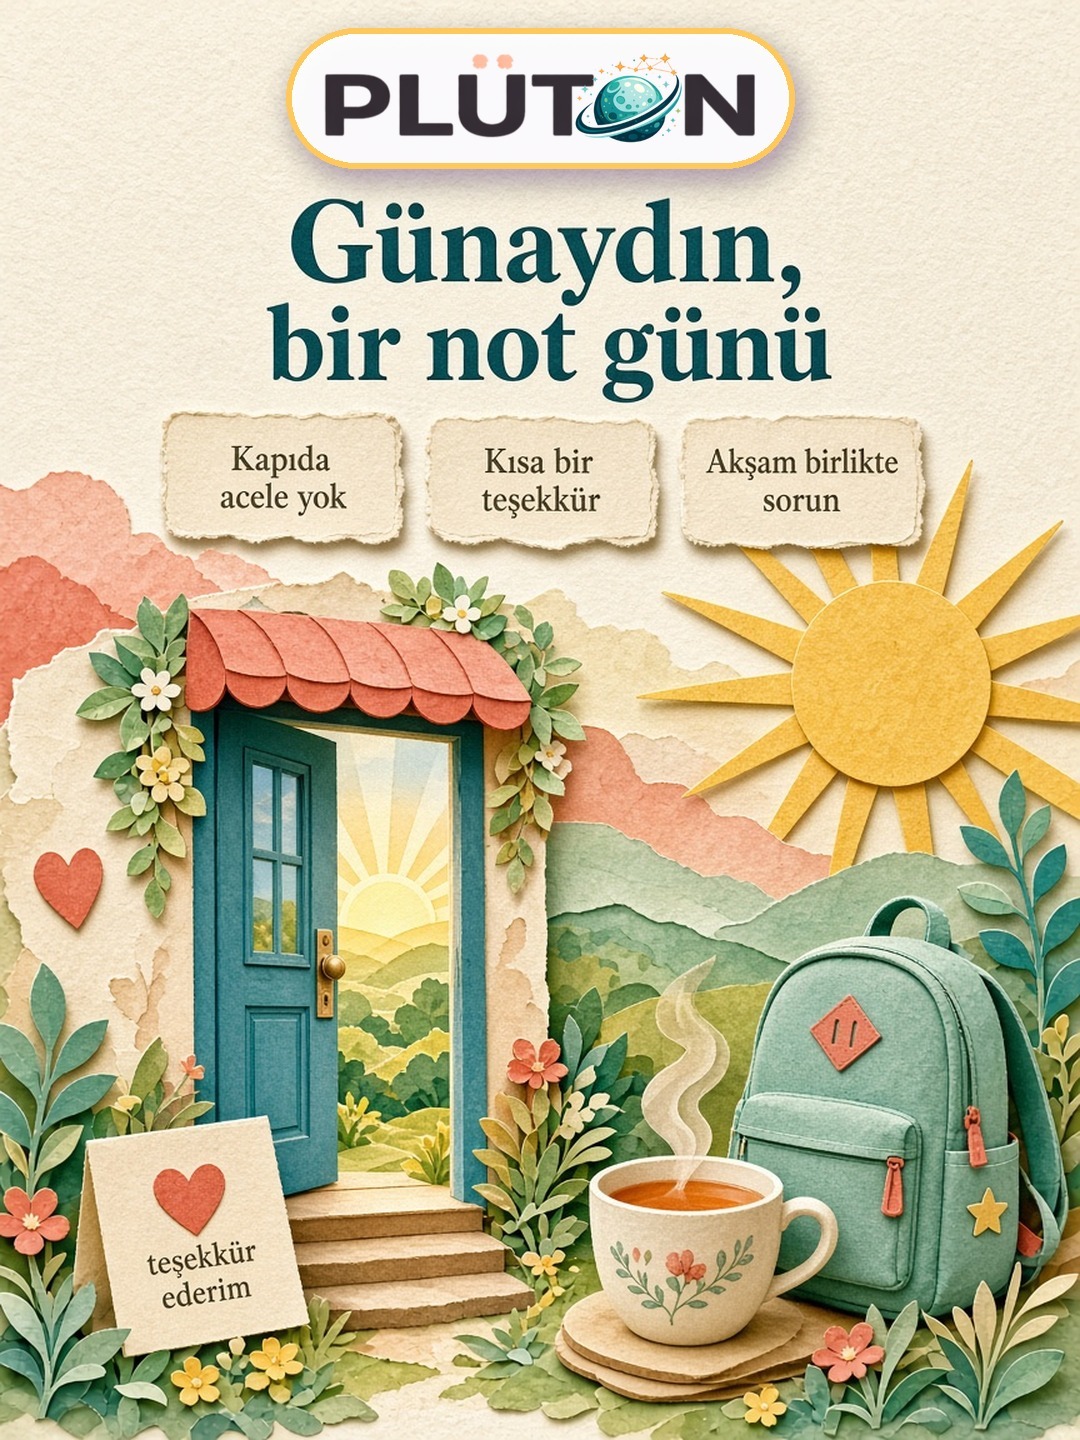 PLÜTON
Günaydın,
bir not günü
Kapıda
acele yok
Kısa bir
teşekkür
Akşam birlikte
sorun
teşekkür
ederim